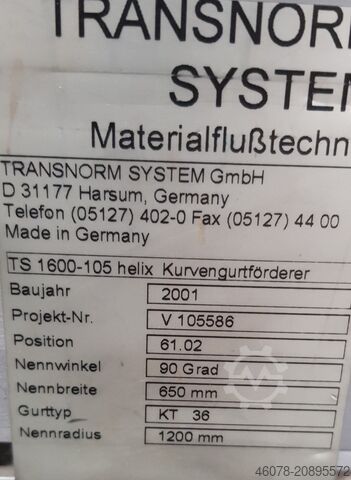 TRANSNOR
SYSTE
Materialflußtechn
TRANSNORM SYSTEM GmbH
D 31177 Harsum, Germany
Telefon (05127) 402-0 Fax (05127) 44 00
Made in Germany
TS 1600-105 helix Kurvengurtförderer
Baujahr 2001
Projekt-Nr. V 105586
Position 61.02
Nennwinkel 90 Grad
Nennbreite 650 mm
Gurttyp KT 36
Nennradius 1200 mm
46078-20895572